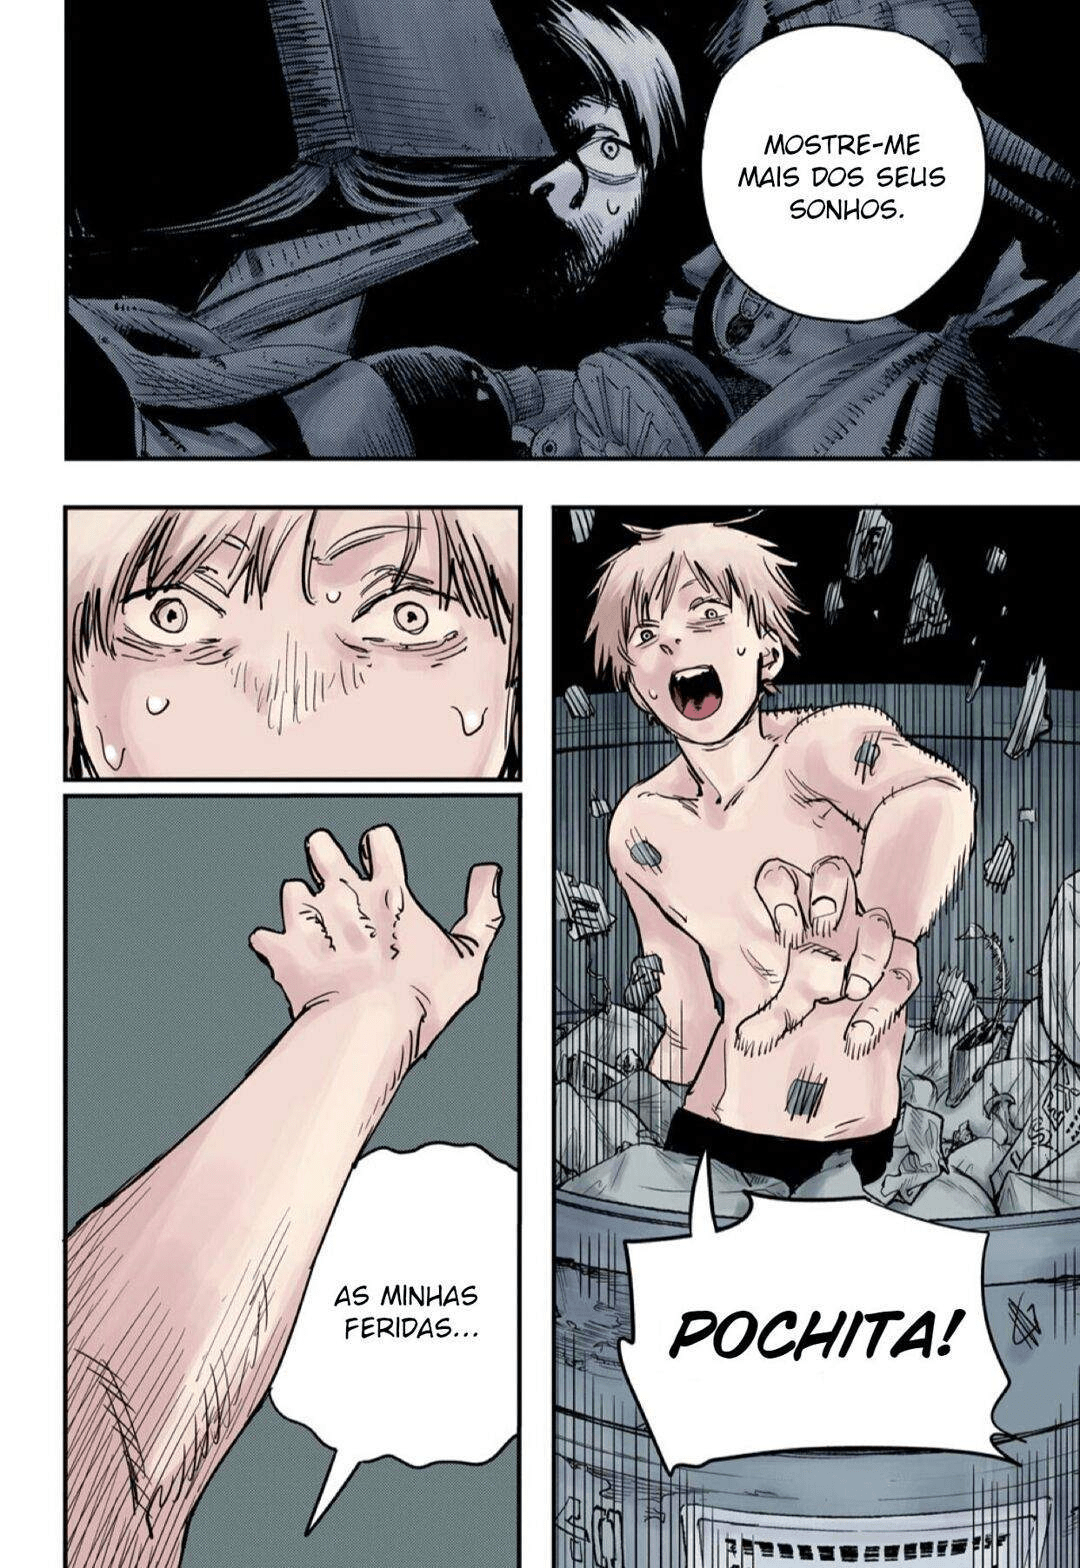 MOSTRE-ME
MAIS DOS SEUS
SONHOS.
POCHITA!
AS MINHAS
FERIDAS...